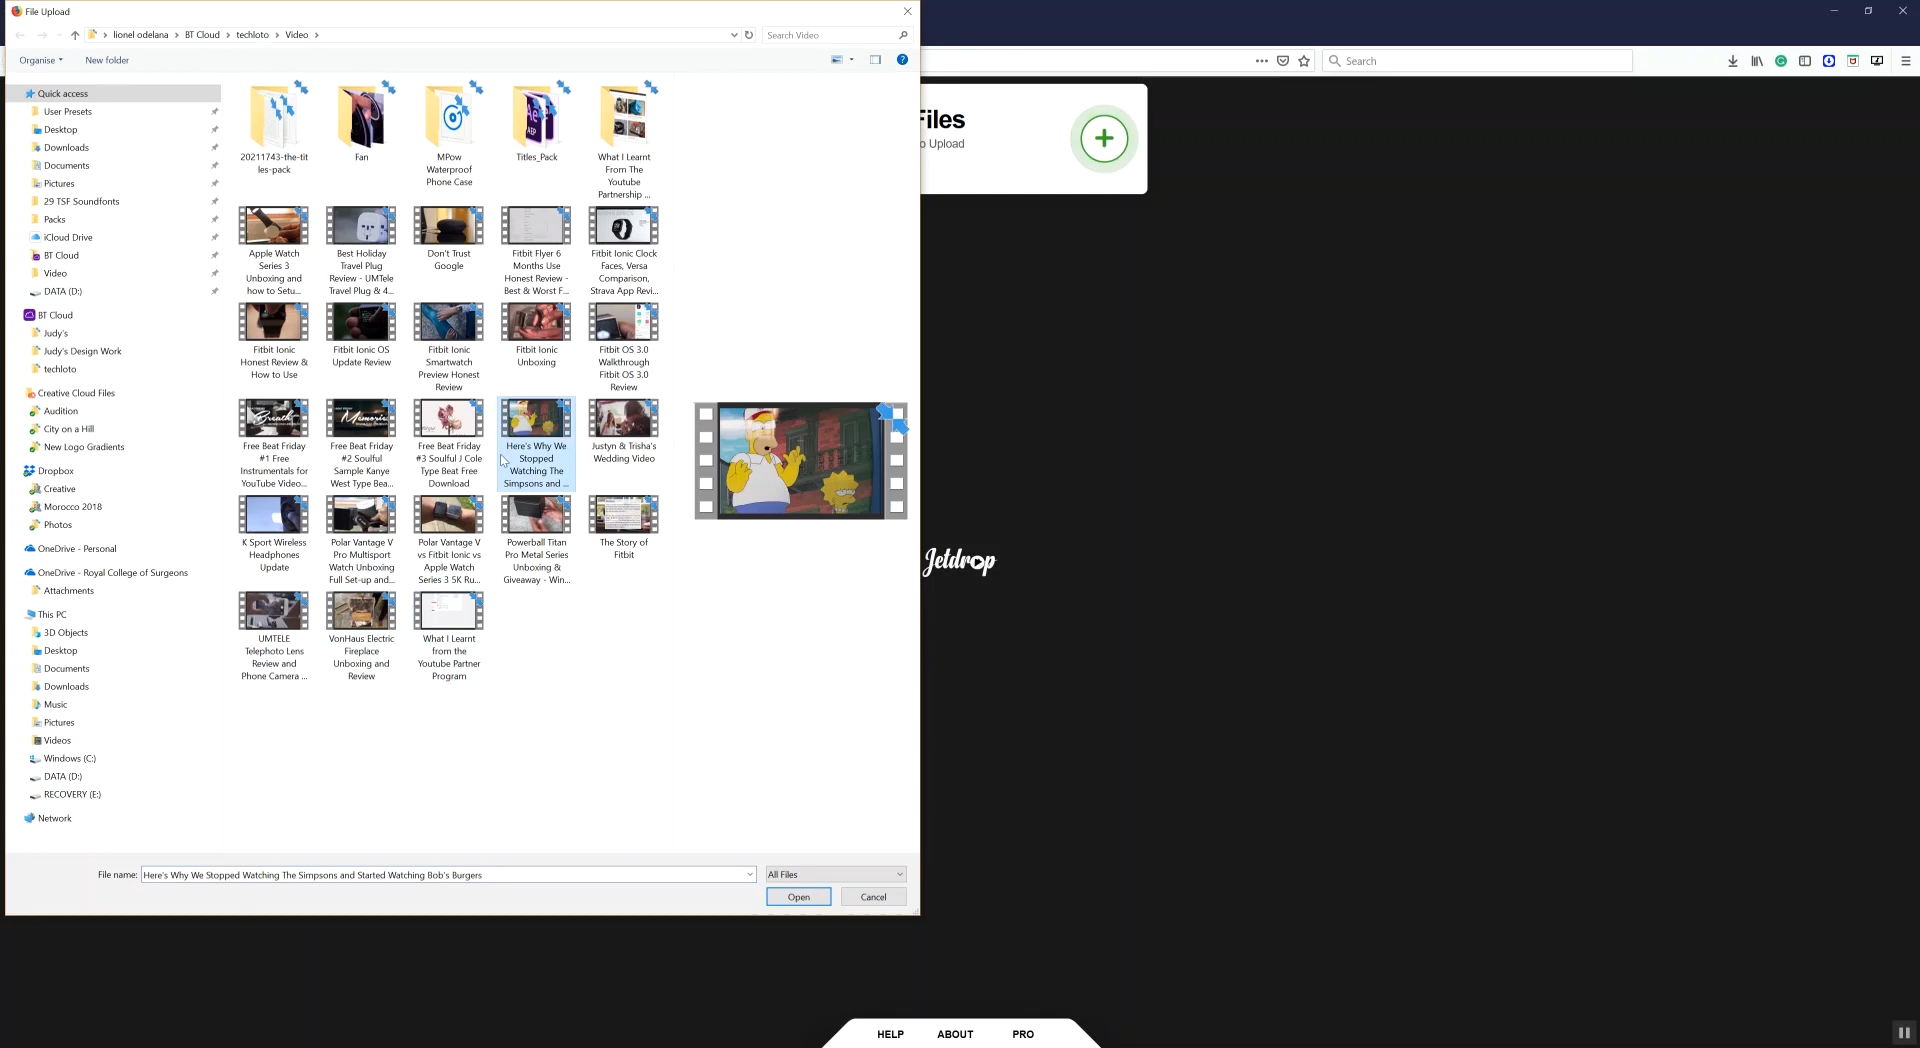 File Upload
lionel odelana
BT Cloud
techloto
Video
Search Video
Organise
New folder
Search
Quick access
User Presets
Desktop
Downloads
Documents
Pictures
29 TSF Soundfonts
Packs
iCloud Drive
BT Cloud
Video
DATA (D:)
BT Cloud
Judy's
Judy's Design Work
techloto
Creative Cloud Files
Audition
City on a Hill
New Logo Gradients
Dropbox
Creative
Morocco 2018
Photos
OneDrive - Personal
OneDrive - Royal College of Surgeons
Attachments
This PC
3D Objects
Desktop
Documents
Downloads
Music
Pictures
Videos
Windows (C:)
DATA (D:)
RECOVERY (E:)
Network
20211743-the-tit
les-pack
Fan
MPow
Waterproof
Phone Case
Titles_Pack
What I Learnt
From The
Youtube
Partnership ...
Apple Watch
Series 3
Unboxing and
how to Setu...
Best Holiday
Travel Plug
Review - UMTele
Travel Plug & 4...
Don't Trust
Google
Fitbit Flyer 6
Months Use
Honest Review -
Best & Worst F...
Fitbit Ionic Clock
Faces, Versa
Comparison,
Strava App Revi...
Fitbit Ionic
Honest Review &
How to Use
Fitbit Ionic OS
Update Review
Fitbit Ionic
Smartwatch
Preview Honest
Review
Fitbit Ionic
Unboxing
Fitbit OS 3.0
Walkthrough
Fitbit OS 3.0
Review
Breath
Free Beat Friday
#1 Free
Instrumentals for
YouTube Video...
Memories
Free Beat Friday
#2 Soulful
Sample Kanye
West Type Bea...
Free Beat Friday
#3 Soulful J Cole
Type Beat Free
Download
Here's Why We
Stopped
Watching The
Simpsons and ...
Justyn & Trisha's
Wedding Video
K Sport Wireless
Headphones
Update
Polar Vantage V
Pro Multisport
Watch Unboxing
Full Set-up and...
Polar Vantage V
vs Fitbit Ionic vs
Apple Watch
Series 3 5K Ru...
Powerball Titan
Pro Metal Series
Unboxing &
Giveaway - Win...
The Story of
Fitbit
UMTELE
Telephoto Lens
Review and
Phone Camera ...
VonHaus Electric
Fireplace
Unboxing and
Review
What I Learnt
from the
Youtube Partner
Program
File name:
Here's Why We Stopped Watching The Simpsons and Started Watching Bob's Burgers
All Files
Open
Cancel
Files
o Upload
Jetdrop
HELP
ABOUT
PRO